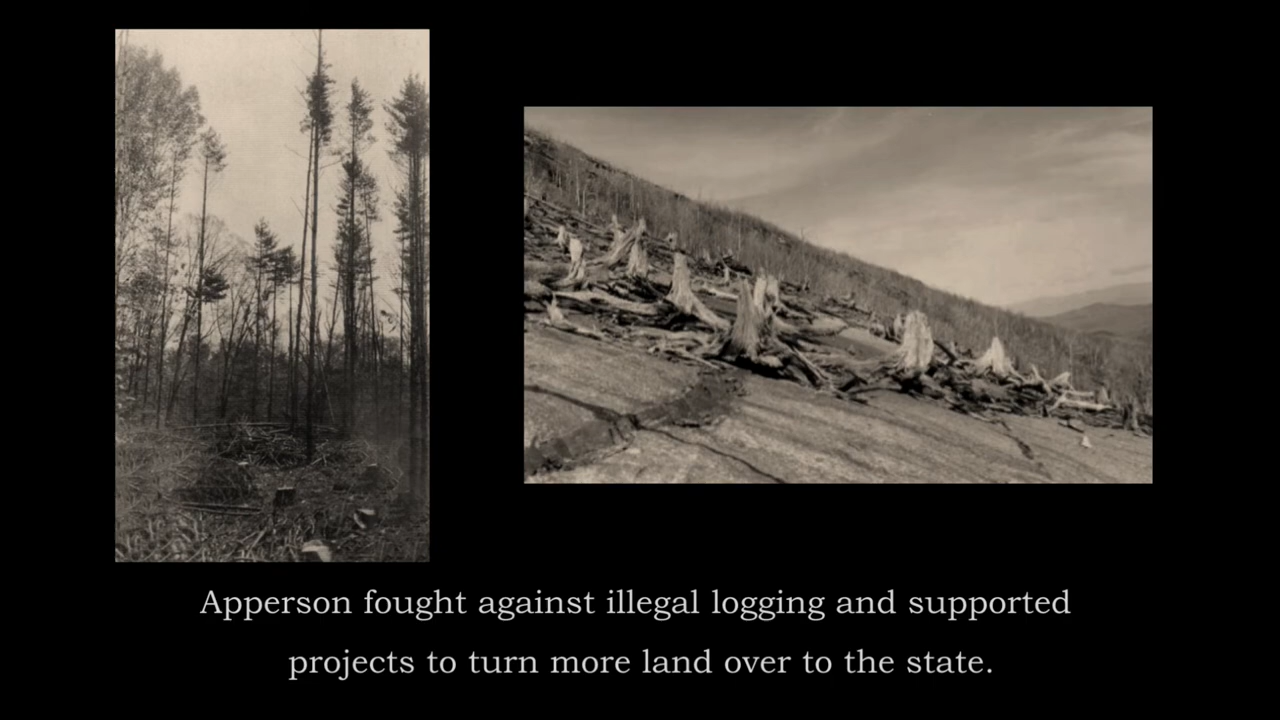 Apperson fought against illegal logging and supported
projects to turn more land over to the state.